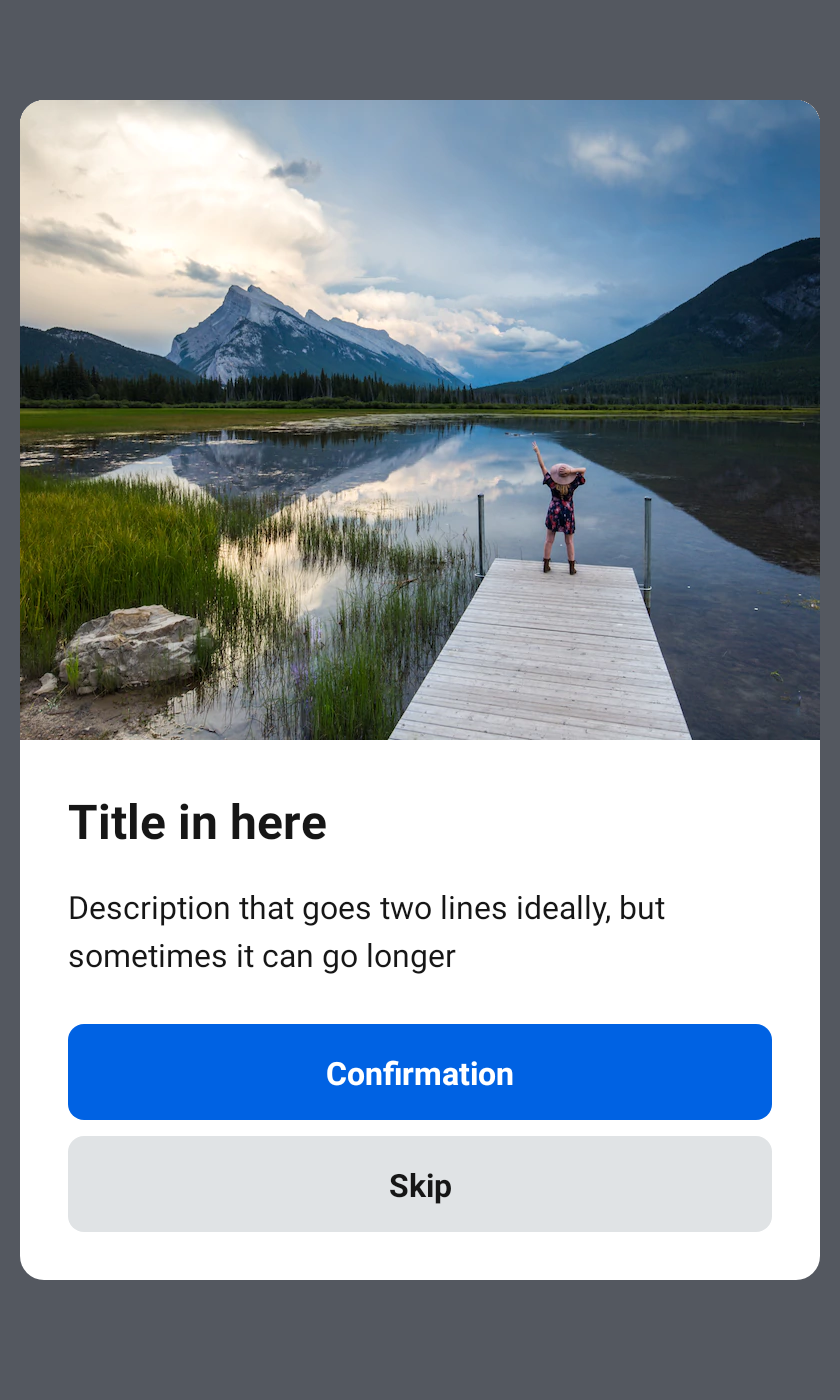 Title in here
Description that goes two lines ideally, but
sometimes it can go longer
Confirmation
Skip